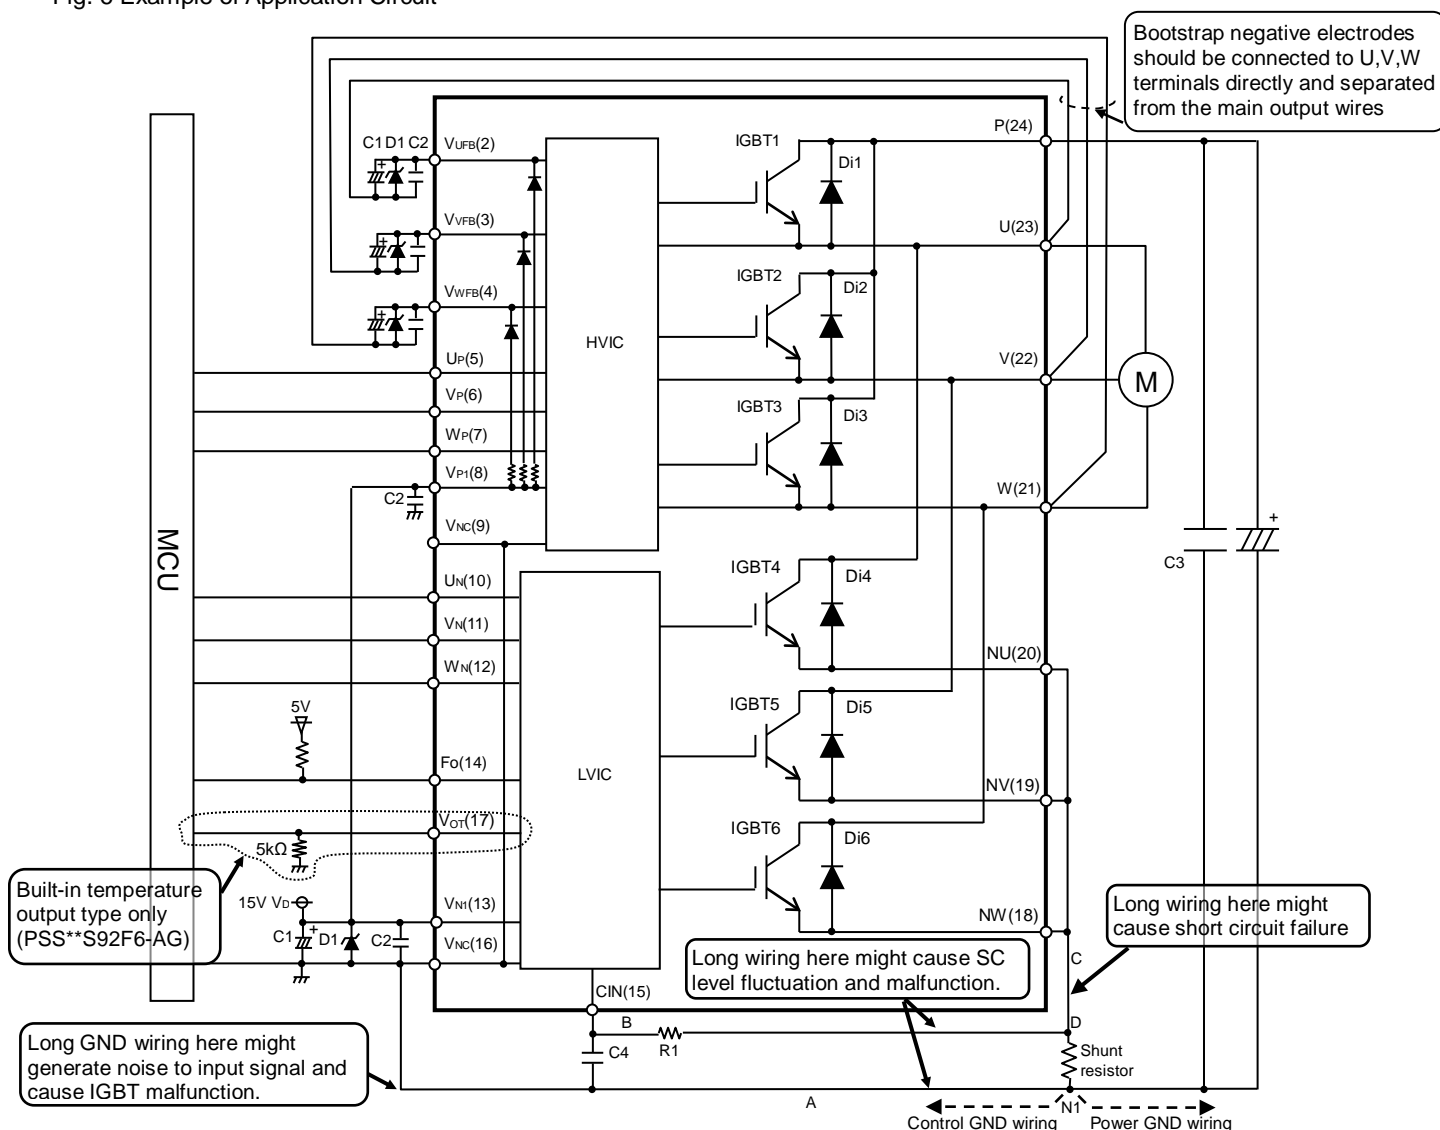 Fig. 6 Example of Application Circuit
Bootstrap negative electrodes
should be connected to U,V,W
terminals directly and separated
from the main output wires
P(24)
IGBT1
Di1
C1 D1 C2
+
VUFB(2)
U(23)
VVFB(3)
+
IGBT2
Di2
VWFB(4)
+
HVIC
UP(5)
V(22)
M
VP(6)
IGBT3
Di3
WP(7)
VP1(8)
C2
W(21)
VNC(9)
+
C3
MCU
IGBT4
Di4
UN(10)
VN(11)
NU(20)
WN(12)
5V
IGBT5
Di5
Fo(14)
LVIC
NV(19)
VOT(17)
5kΩ
IGBT6
Di6
Built-in temperature
output type only
(PSS**S92F6-AG)
15V VD
VN1(13)
NW(18)
Long wiring here might
cause short circuit failure
C1
+
D1
C2
VNC(16)
Long wiring here might cause SC
level fluctuation and malfunction.
C
CIN(15)
B
D
R1
C4
Shunt
resistor
Long GND wiring here might
generate noise to input signal and
cause IGBT malfunction.
A
N1
Control GND wiring
Power GND wiring